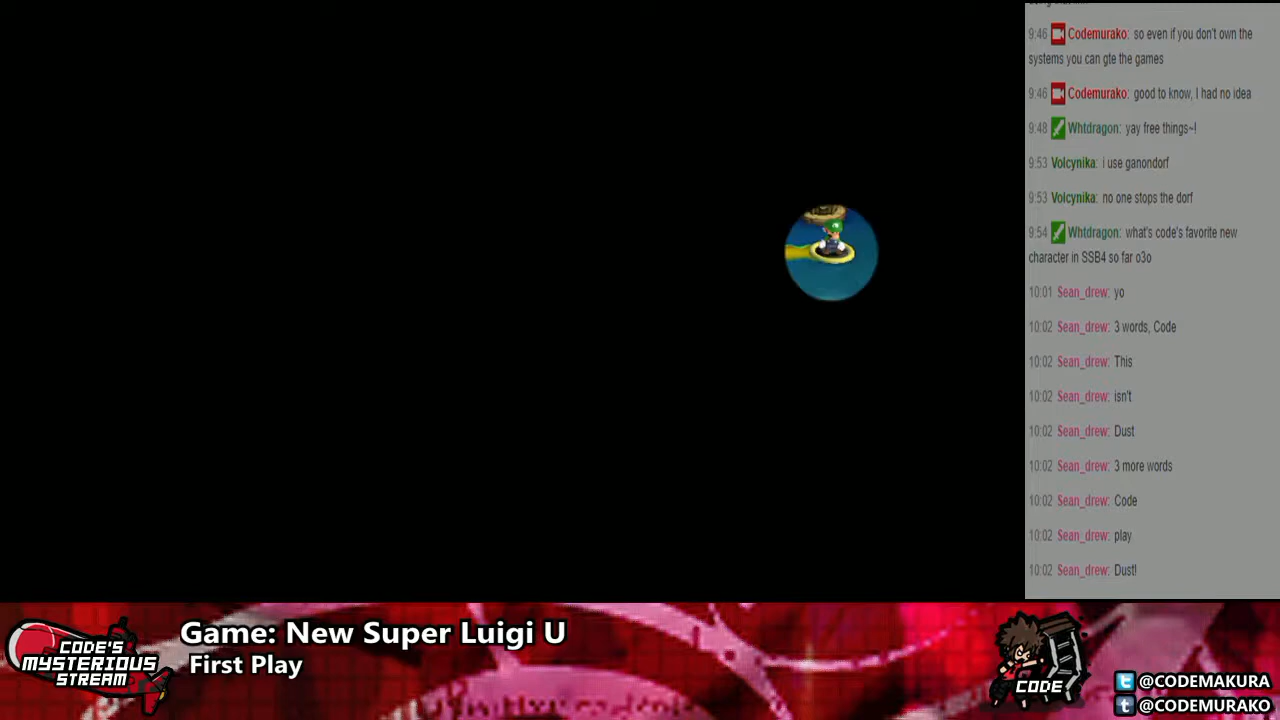 9:46 Codemurako: so even if you don't own the
systems you can gte the games
9:46 Codemurako: good to know, I had no idea
9:48 Whtdragon: yay free things~!
9:53 Volcynika: i use ganondorf
9:53 Volcynika: no one stops the dorf
9:54 Whtdragon: what's code's favorite new
character in SSB4 so far o3o
10:01 Sean_drew: yo
10:02 Sean_drew: 3 words, Code
10:02 Sean_drew: This
10:02 Sean_drew: isn't
10:02 Sean_drew: Dust
10:02 Sean_drew: 3 more words
10:02 Sean_drew: Code
10:02 Sean_drew: play
10:02 Sean_drew: Dust!
CODE'S
MYSTERIOUS
STREAM
Game: New Super Luigi U
First Play
CODE
@CODEMAKURA
@CODEMURAKO